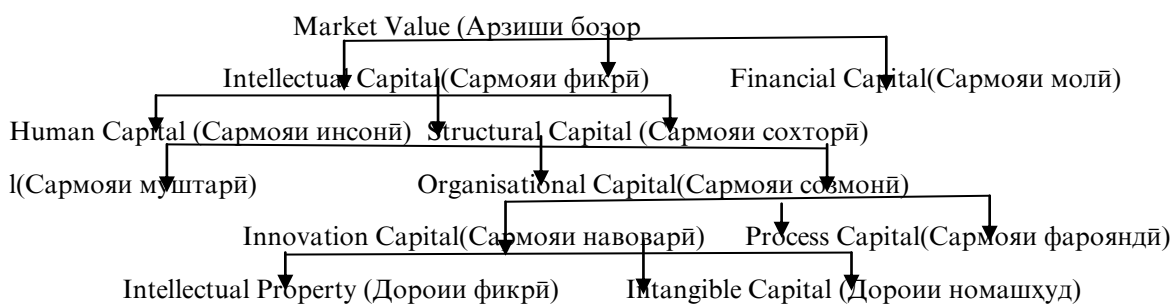 Market Value (Арзиши бозор
Intellectual Capital(Сармояи фикрӣ) Financial Capital(Сармояи молӣ)
Human Capital (Сармояи инсонӣ) Structural Capital (Сармояи сохторӣ)
l(Сармояи муштарӣ) Organisational Capital(Сармояи созмонӣ)
Innovation Capital(Сармояи навоварӣ) Process Capital(Сармояи фарояндӣ)
Intellectual Property (Дороии фикрӣ) Intangible Capital (Дороии номашҳуд)